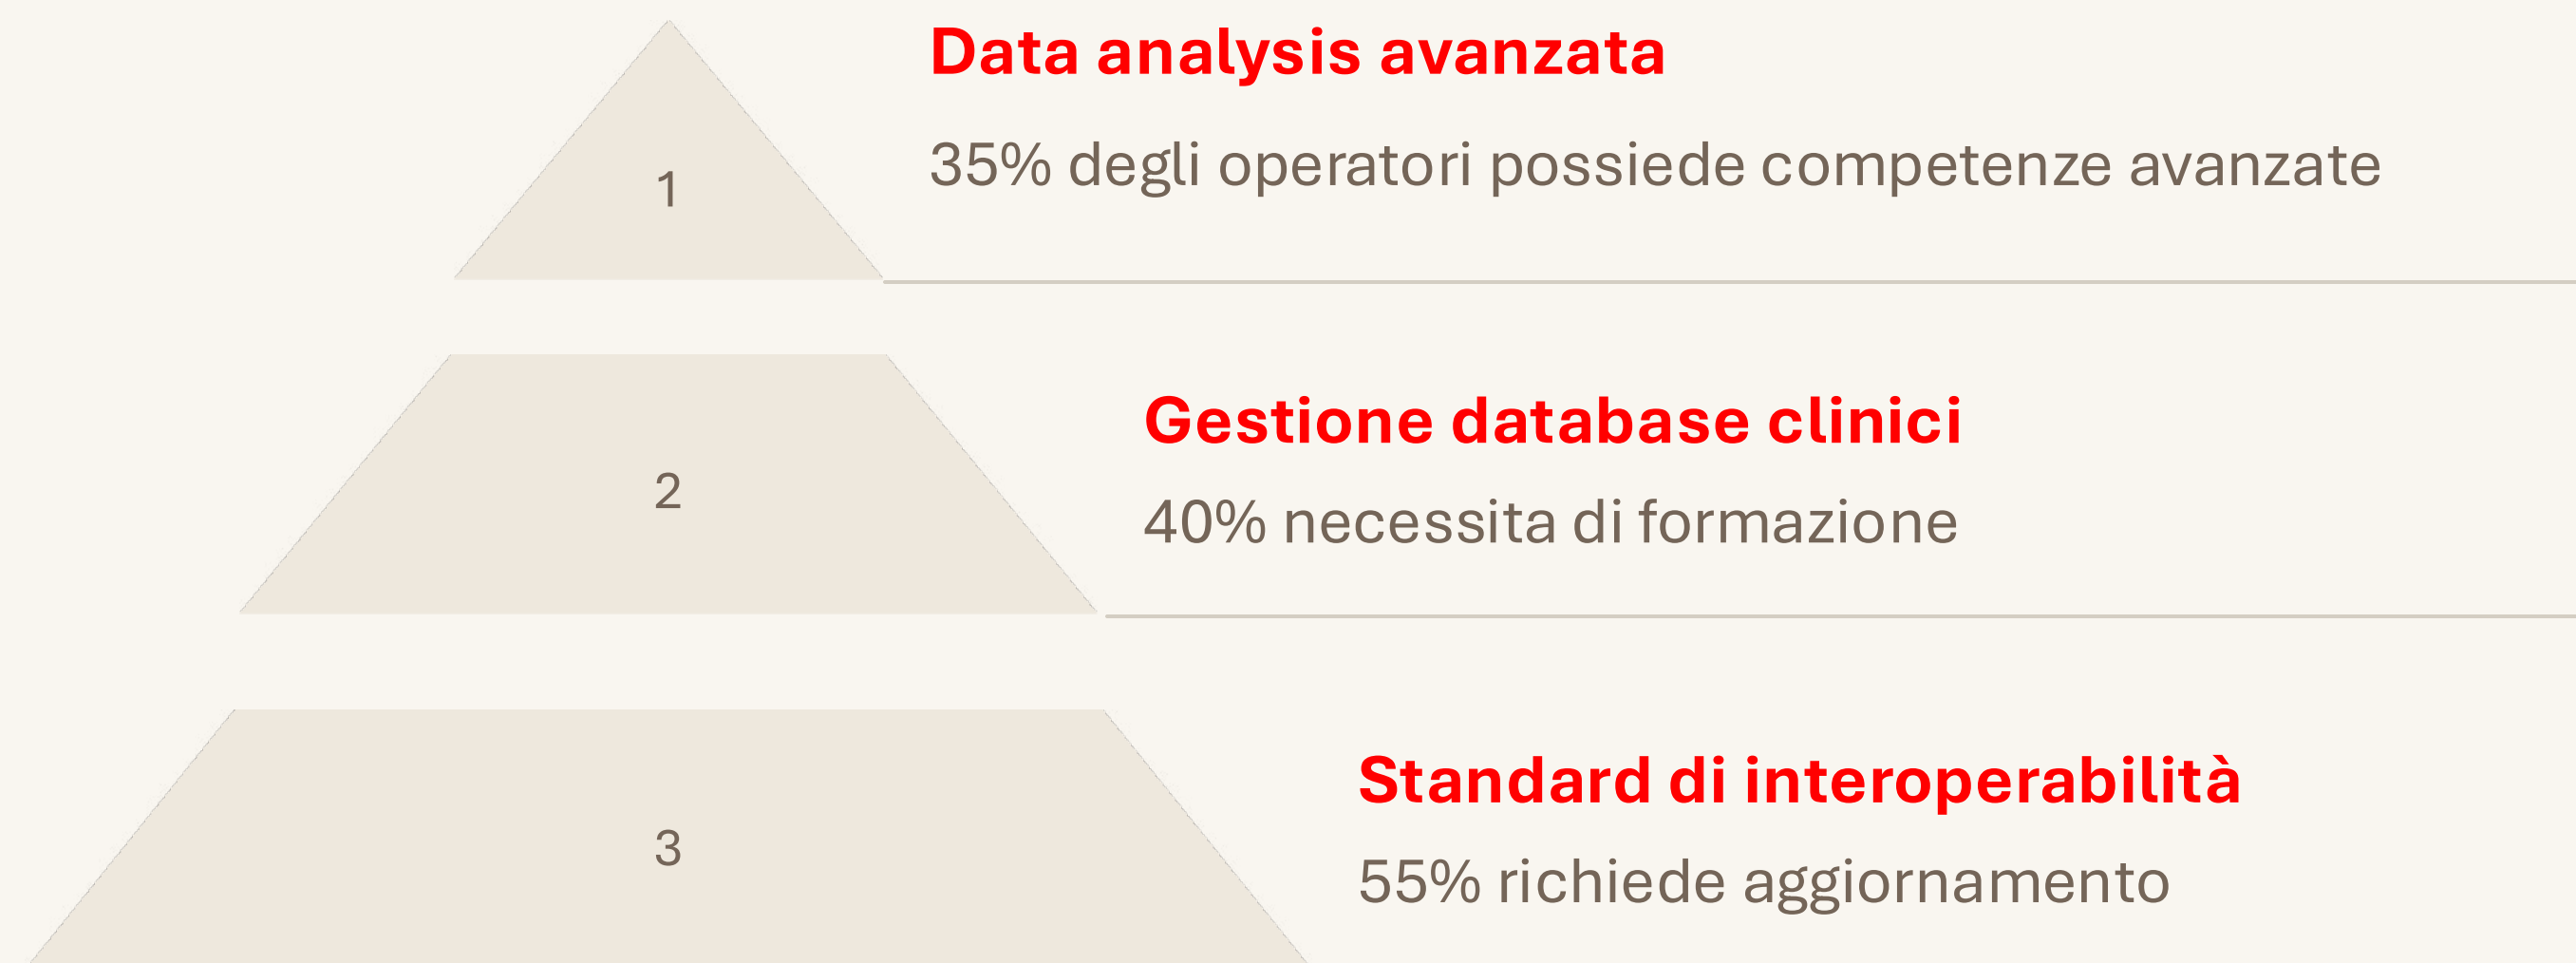 Data analysis avanzata
35% degli operatori possiede competenze avanzate
1
Gestione database clinici
40% necessita di formazione
2
Standard di interoperabilità
55% richiede aggiornamento
3